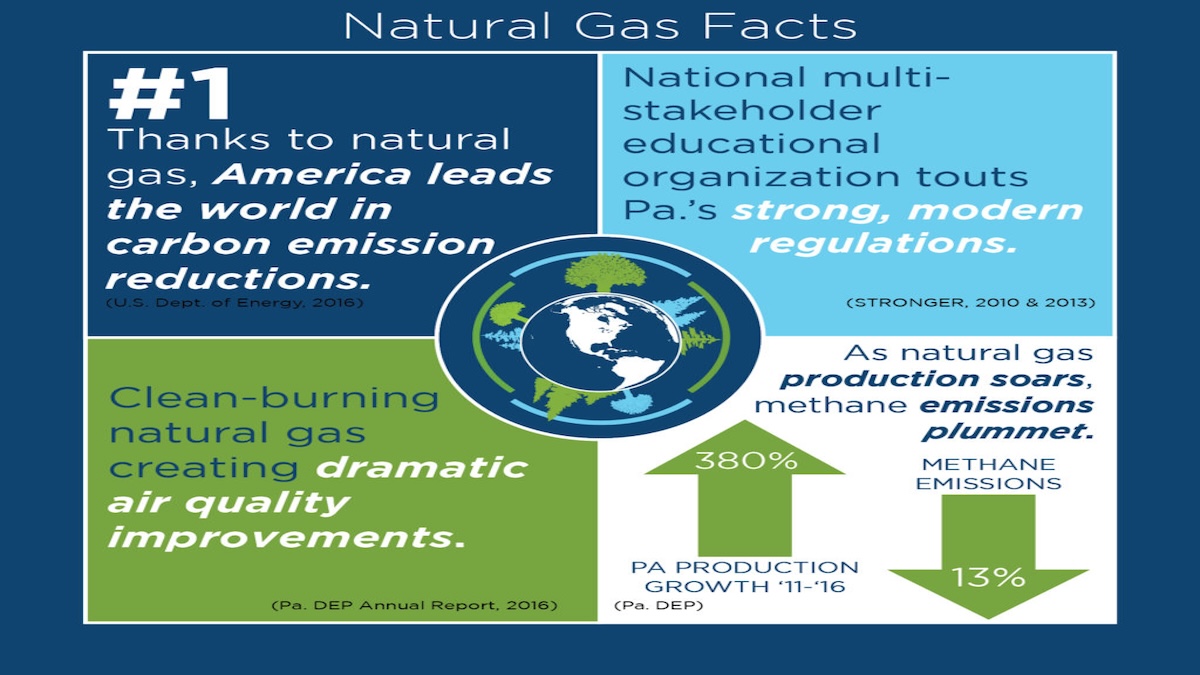 Natural Gas Facts
#1
Thanks to natural
gas, America leads
the world in
carbon emission
reductions.
(U.S. Dept. of Energy, 2016)
National multi-
stakeholder
educational
organization touts
Pa.'s strong, modern
regulations.
(STRONGER, 2010 & 2013)
Clean-burning
natural gas
creating dramatic
air quality
improvements.
(Pa. DEP Annual Report, 2016)
As natural gas
production soars,
methane emissions
plummet.
380%
PA PRODUCTION
GROWTH ‘11-‘16
(Pa. DEP)
METHANE
EMISSIONS
13%